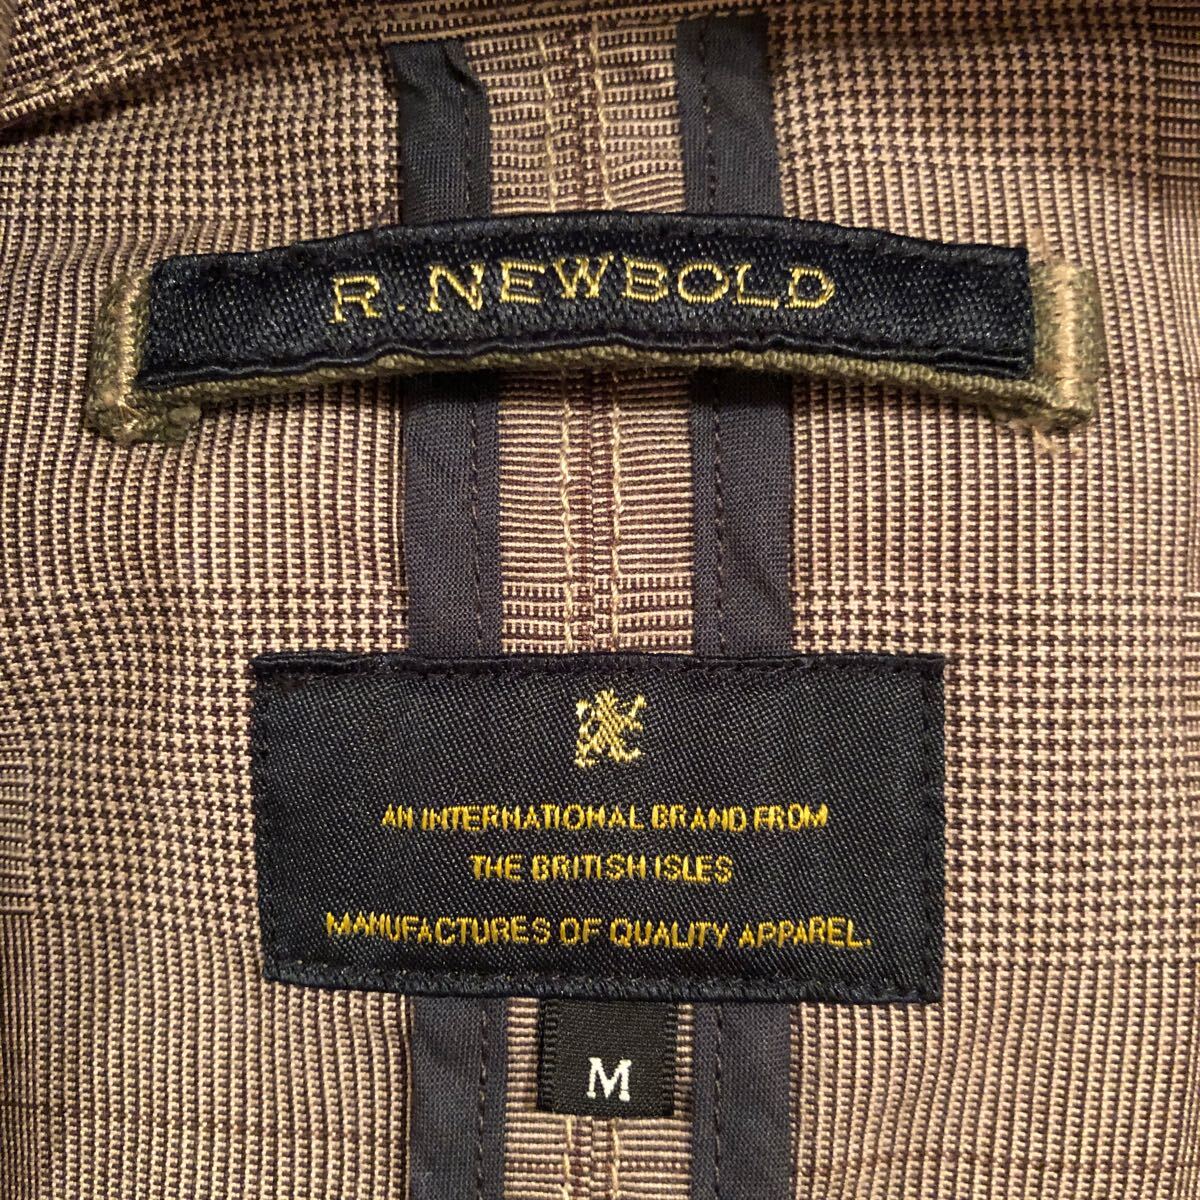 R. NEWBOLD
AN INTERNATIONAL BRAND FROM
THE BRITISH ISLES
MANUFACTURES OF QUALITY APPAREL.
M